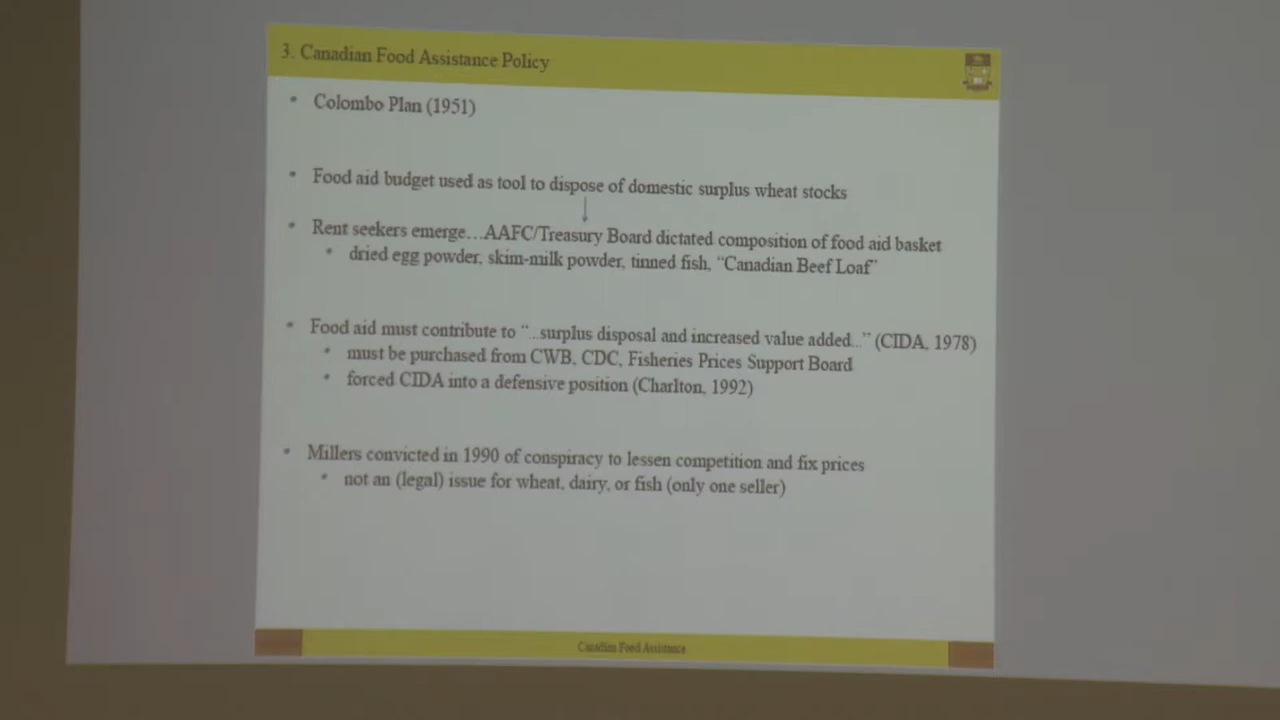 3. Canadian Food Assistance Policy
• Colombo Plan (1951)
• Food aid budget used as tool to dispose of domestic surplus wheat stocks
• Rent seekers emerge…AAFC/Treasury Board dictated composition of food aid basket
• dried egg powder, skim-milk powder, tinned fish, “Canadian Beef Loaf”
• Food aid must contribute to “...surplus disposal and increased value added...” (CIDA, 1978)
• must be purchased from CWB, CDC, Fisheries Prices Support Board
• forced CIDA into a defensive position (Charlton, 1992)
• Millers convicted in 1990 of conspiracy to lessen competition and fix prices
• not an (legal) issue for wheat, dairy, or fish (only one seller)
Canadian Food Assistance